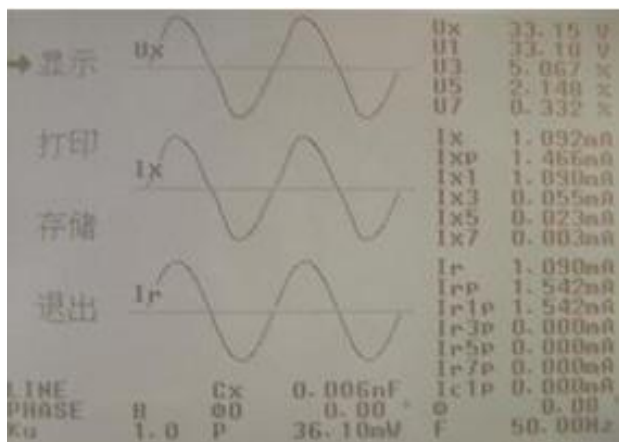 ➔显示
打印
存储
退出
Ux
Ix
Ir
Ux 33.15 V
U1 33.10 V
U3 5.067 %
U5 2.148 %
U7 0.332 %
Ix 1.092mA
Ixp 1.466mA
Ix1 1.090mA
Ix3 0.055mA
Ix5 0.023mA
Ix7 0.003mA
Ir 1.090mA
Irp 1.542mA
Ir1p 1.542mA
Ir3p 0.000mA
Ir5p 0.000mA
Ir7p 0.000mA
Ic1p 0.000mA
LINE Cx 0.006nF
PHASE B Φ0 0.00 ° Φ 0.00 °
Ku 1.0 P 36.10mW F 50.00Hz